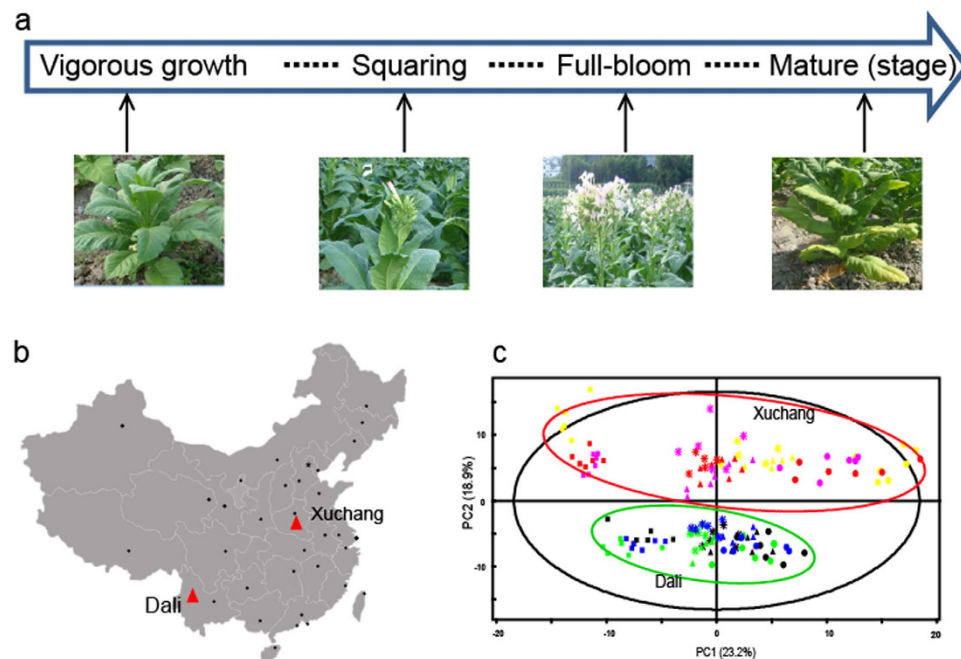 a
Vigorous growth ······ Squaring ······ Full-bloom ······ Mature (stage)
b
Xuchang
Dali
c
Xuchang
Dali
PC2 (18.9%)
10
0
-10
-20
-10
0
10
20
PC1 (23.2%)